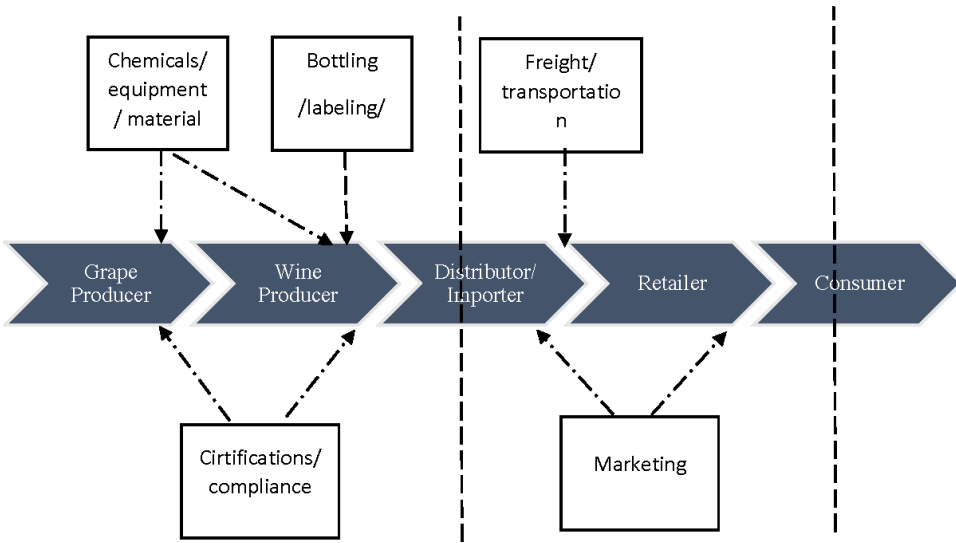 Chemicals/
equipment
/ material
Bottling
/labeling/
Freight/
transportatio
n
Grape
Producer
Wine
Producer
Distributor/
Importer
Retailer
Consumer
Cirtifications/
compliance
Marketing